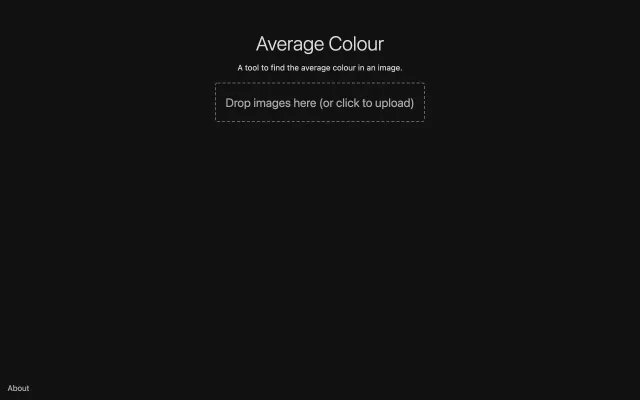 Average Colour
A tool to find the average colour in an image.
Drop images here (or click to upload)
About